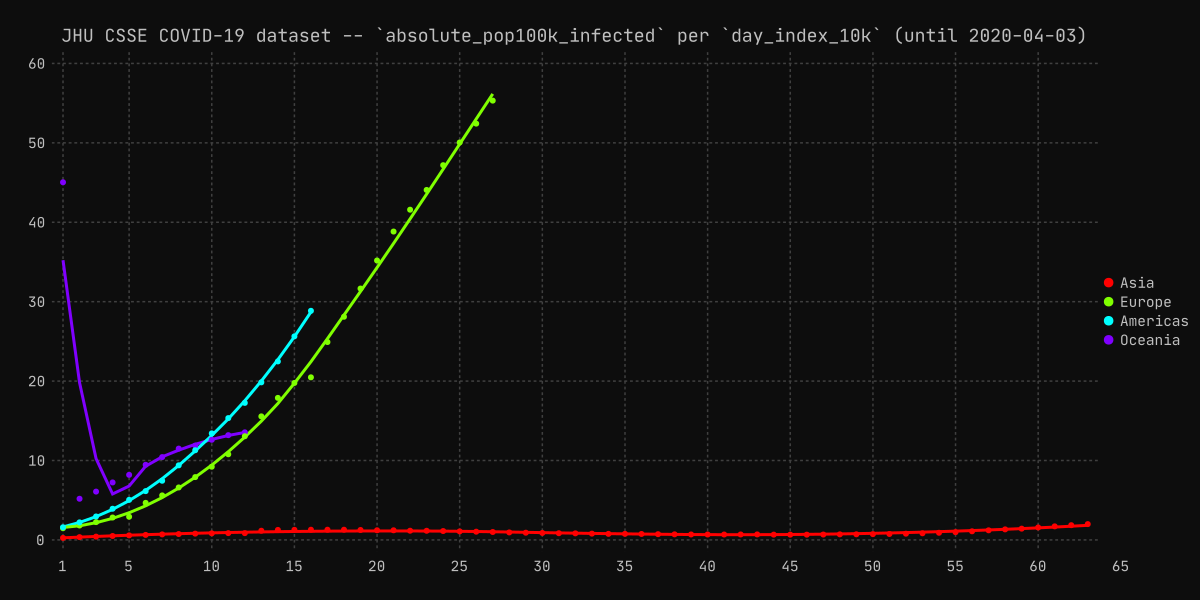 JHU CSSE COVID-19 dataset -- `absolute_pop100k_infected` per `day_index_10k` (until 2020-04-03)
60
50
40
30
20
10
0
1 5 10 15 20 25 30 35 40 45 50 55 60 65
Asia
Europe
Americas
Oceania